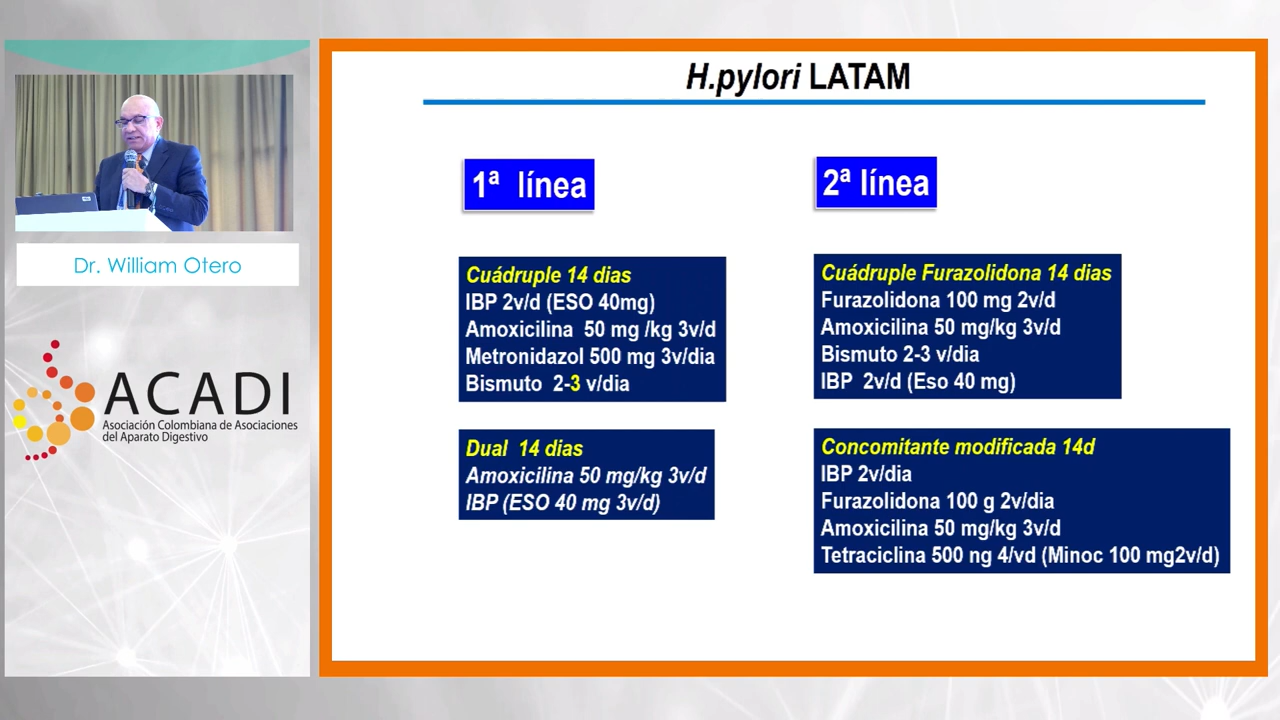 H.pylori LATAM
1ª línea
Cuádruple 14 dias
IBP 2v/d (ESO 40mg)
Amoxicilina 50 mg /kg 3v/d
Metronidazol 500 mg 3v/dia
Bismuto 2-3 v/dia
Dual 14 dias
Amoxicilina 50 mg/kg 3v/d
IBP (ESO 40 mg 3v/d)
2ª línea
Cuádruple Furazolidona 14 dias
Furazolidona 100 mg 2v/d
Amoxicilina 50 mg/kg 3v/d
Bismuto 2-3 v/dia
IBP 2v/d (Eso 40 mg)
Concomitante modificada 14d
IBP 2v/dia
Furazolidona 100 g 2v/dia
Amoxicilina 50 mg/kg 3v/d
Tetraciclina 500 ng 4/vd (Minoc 100 mg2v/d)
Dr. William Otero
ACADI
Asociación Colombiana de Asociaciones
del Aparato Digestivo